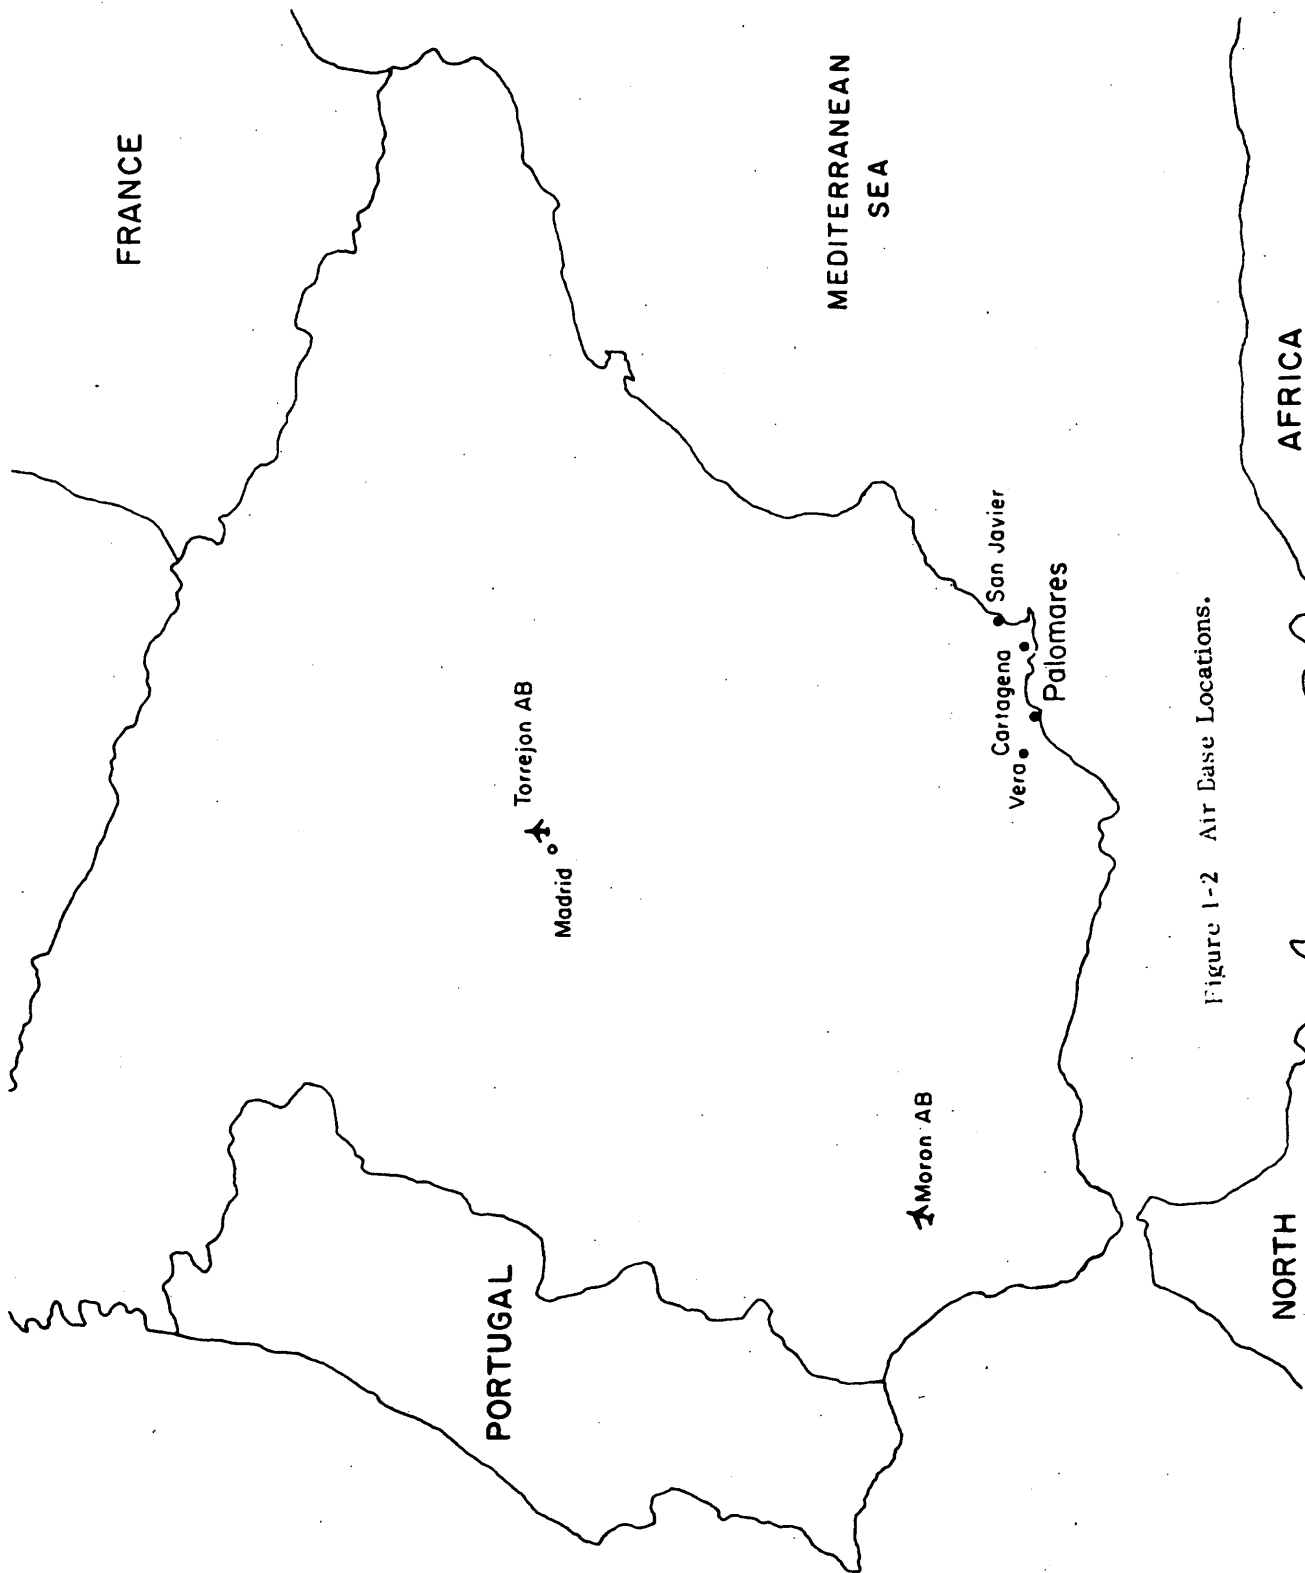 FRANCE
PORTUGAL
Madrid
Torrejon AB
MEDITERRANEAN
SEA
Moron AB
San Javier
Cartagena
Vera
Palomares
NORTH
AFRICA
Figure 1-2 Air Base Locations.